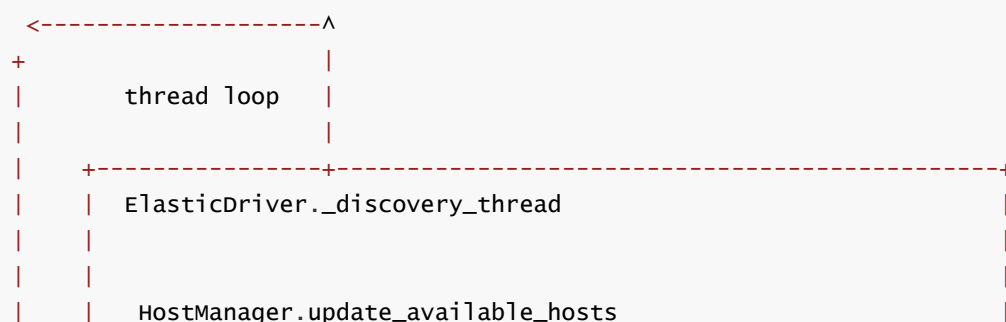 <--------------------^
+ |
| thread loop |
| |
| +----------------+-----------------------------------------------+
| | ElasticDriver._discovery_thread |
| | |
| | |
| | HostManager.update_available_hosts |